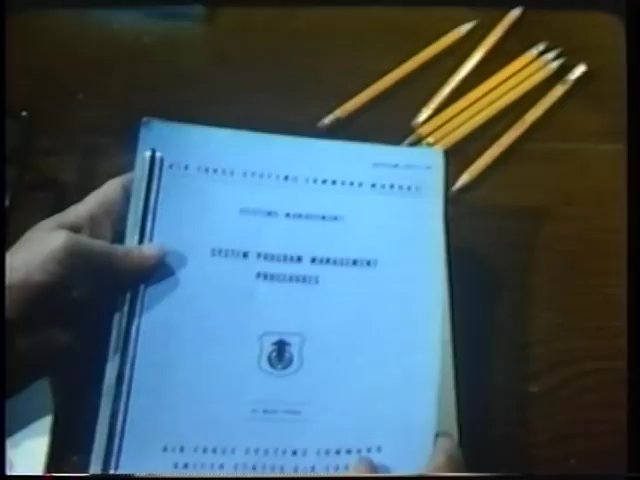 AIR FORCE SYSTEMS COMMAND MANUAL
SYSTEMS MANAGEMENT
SYSTEM PROGRAM MANAGEMENT
PROCEDURES
AIR FORCE SYSTEMS COMMAND
UNITED STATES AIR FORCE